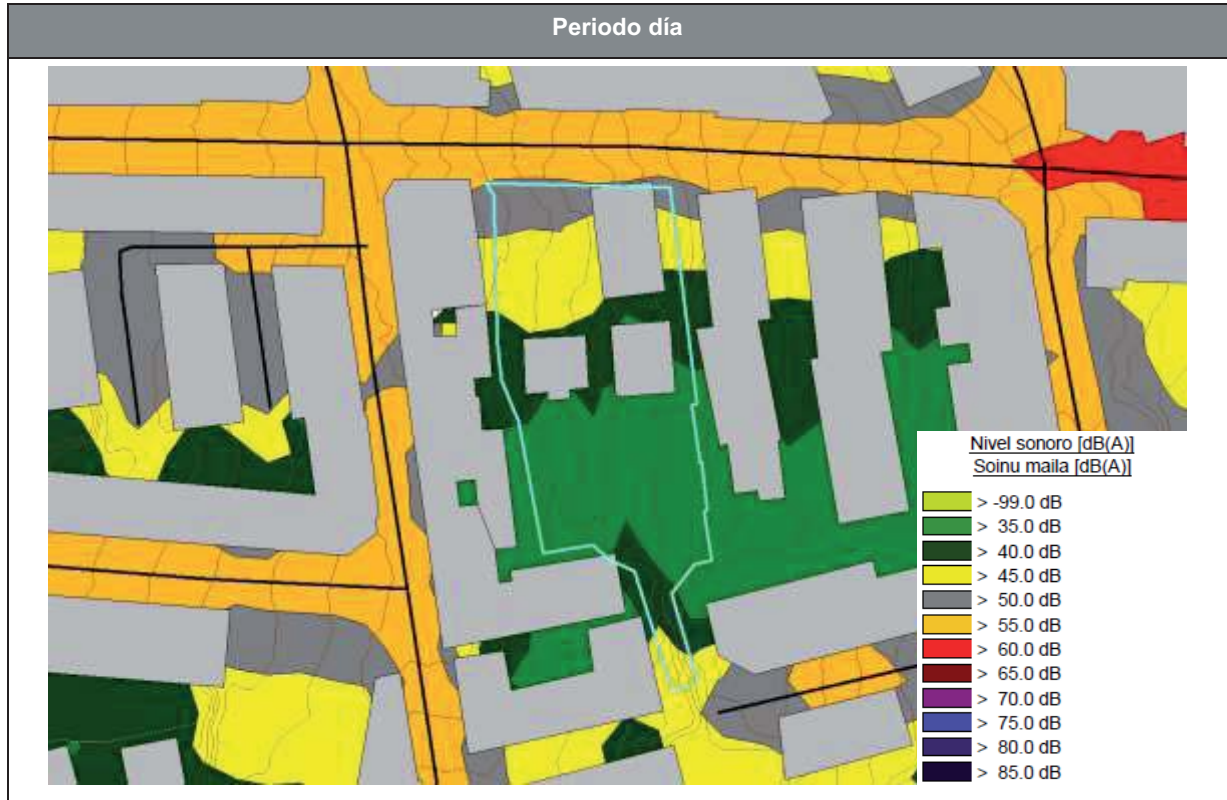 Periodo día
Nivel sonoro [dB(A)]
Soinu maila [dB(A)]
> -99.0 dB
> 35.0 dB
> 40.0 dB
> 45.0 dB
> 50.0 dB
> 55.0 dB
> 60.0 dB
> 65.0 dB
> 70.0 dB
> 75.0 dB
> 80.0 dB
> 85.0 dB